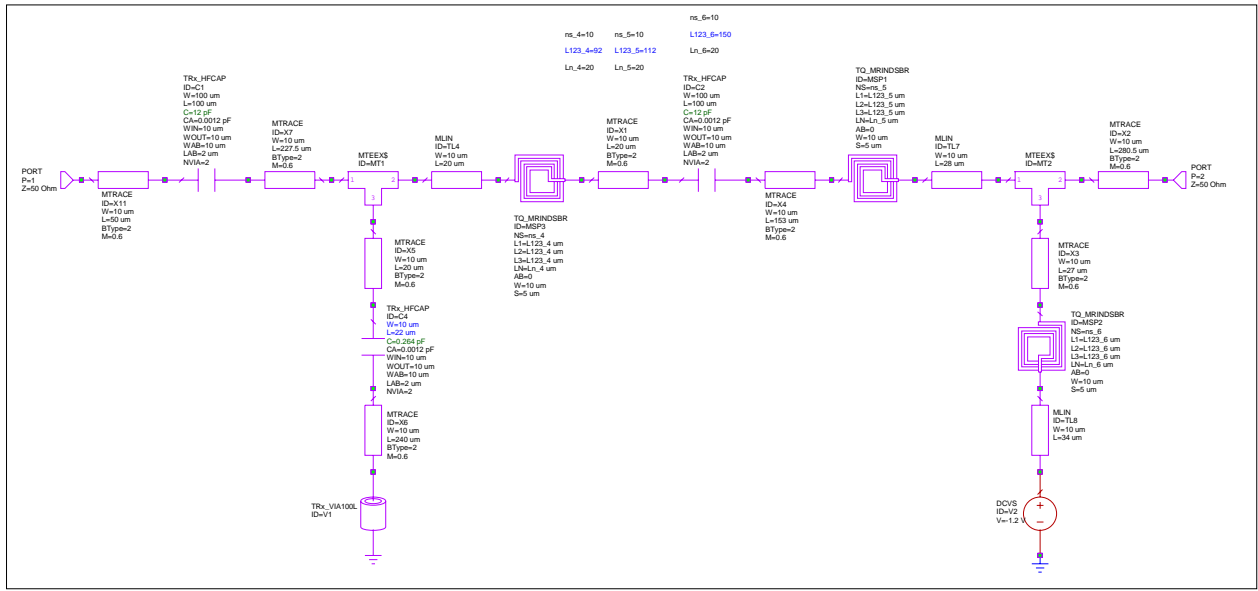 ns_6=10
ns_4=10
ns_5=10
L123_6=150
L123_4=92
L123_5=112
Ln_6=20
Ln_4=20
Ln_5=20
PORT
P=1
Z=50 Ohm
MTRACE
ID=X11
W=10 um
L=50 um
BType=2
M=0.6
TRx_HFCAP
ID=C1
W=100 um
L=100 um
C=12 pF
CA=0.0012 pF
WIN=10 um
WOUT=10 um
WAB=10 um
LAB=2 um
NVIA=2
MTRACE
ID=X7
W=10 um
L=227.5 um
BType=2
M=0.6
MTEEX$
ID=MT1
1
2
3
MLIN
ID=TL4
W=10 um
L=20 um
TQ_MRINDSBR
ID=MSP3
NS=ns_4
L1=L123_4 um
L2=L123_4 um
L3=L123_4 um
LN=Ln_4 um
AB=0
W=10 um
S=5 um
MTRACE
ID=X1
W=10 um
L=20 um
BType=2
M=0.6
TRx_HFCAP
ID=C2
W=100 um
L=100 um
C=12 pF
CA=0.0012 pF
WIN=10 um
WOUT=10 um
WAB=10 um
LAB=2 um
NVIA=2
MTRACE
ID=X4
W=10 um
L=153 um
BType=2
M=0.6
TQ_MRINDSBR
ID=MSP1
NS=ns_5
L1=L123_5 um
L2=L123_5 um
L3=L123_5 um
LN=Ln_5 um
AB=0
W=10 um
S=5 um
MLIN
ID=TL7
W=10 um
L=28 um
MTEEX$
ID=MT2
1
2
3
MTRACE
ID=X2
W=10 um
L=280.5 um
BType=2
M=0.6
PORT
P=2
Z=50 Ohm
MTRACE
ID=X5
W=10 um
L=20 um
BType=2
M=0.6
TRx_HFCAP
ID=C4
W=10 um
L=22 um
C=0.264 pF
CA=0.0012 pF
WIN=10 um
WOUT=10 um
WAB=10 um
LAB=2 um
NVIA=2
MTRACE
ID=X6
W=10 um
L=240 um
BType=2
M=0.6
TRx_VIA100L
ID=V1
MTRACE
ID=X3
W=10 um
L=27 um
BType=2
M=0.6
TQ_MRINDSBR
ID=MSP2
NS=ns_6
L1=L123_6 um
L2=L123_6 um
L3=L123_6 um
LN=Ln_6 um
AB=0
W=10 um
S=5 um
MLIN
ID=TL8
W=10 um
L=34 um
DCVS
ID=V2
V=-1.2 V